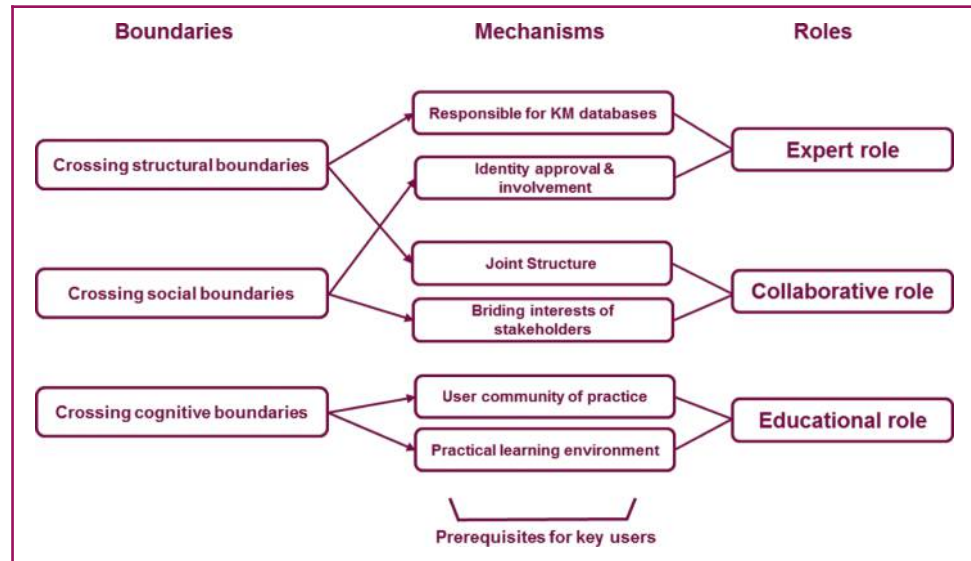 Boundaries
Mechanisms
Roles
Responsible for KM databases
Crossing structural boundaries
Expert role
Identity approval &
involvement
Joint Structure
Crossing social boundaries
Collaborative role
Briding interests of
stakeholders
User community of practice
Crossing cognitive boundaries
Educational role
Practical learning environment
Prerequisites for key users